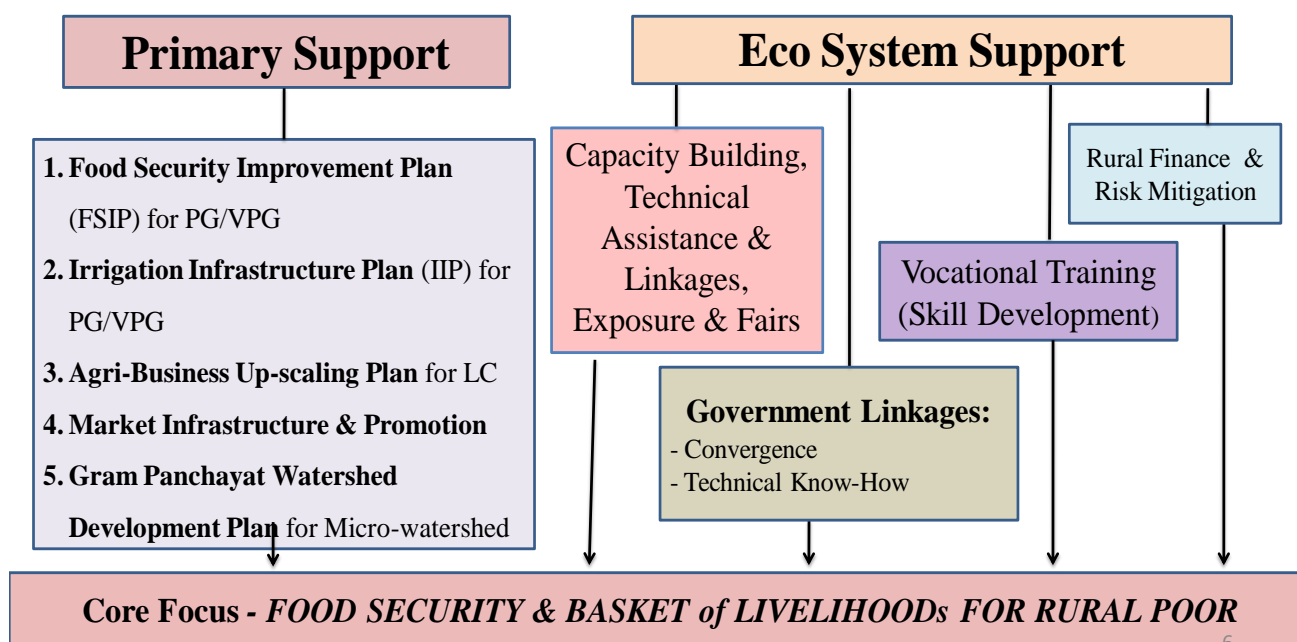 Primary Support
1. Food Security Improvement Plan
(FSIP) for PG/VPG
2. Irrigation Infrastructure Plan (IIP) for
PG/VPG
3. Agri-Business Up-scaling Plan for LC
4. Market Infrastructure & Promotion
5. Gram Panchayat Watershed
Development Plan for Micro-watershed
Eco System Support
Capacity Building,
Technical
Assistance &
Linkages,
Exposure & Fairs
Government Linkages:
- Convergence
- Technical Know-How
Vocational Training
(Skill Development)
Rural Finance &
Risk Mitigation
Core Focus - FOOD SECURITY & BASKET of LIVELIHOODs FOR RURAL POOR